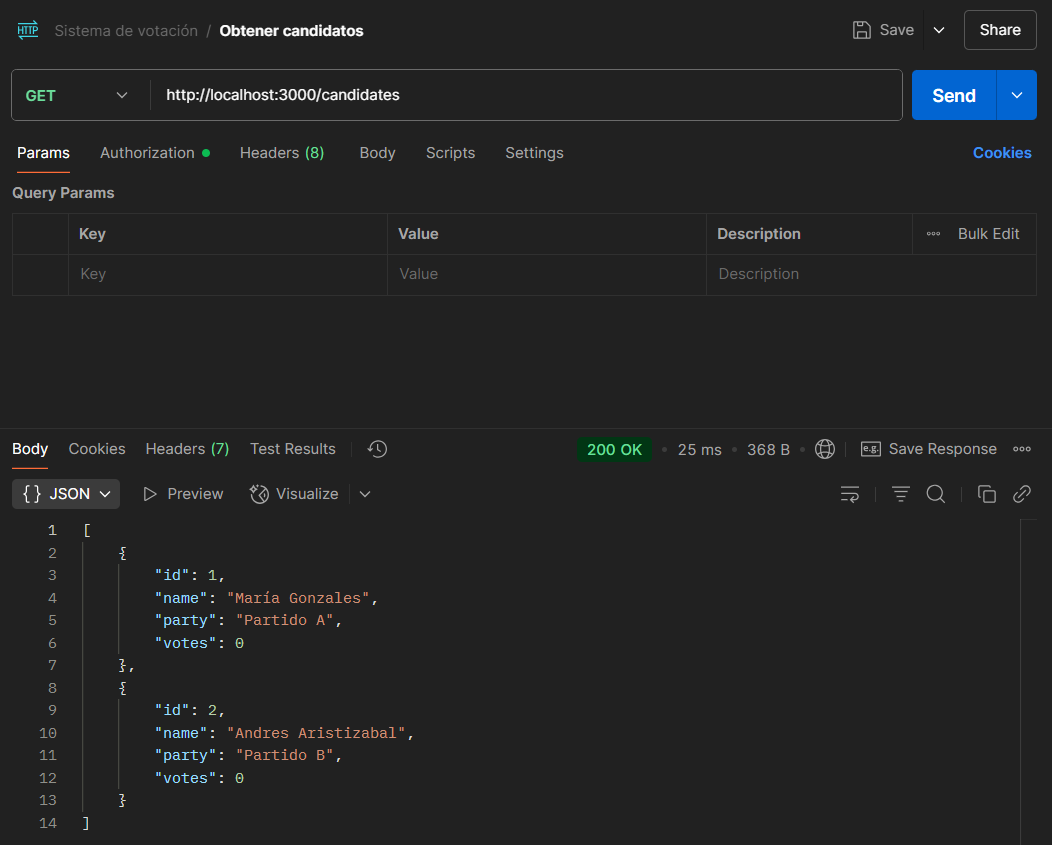 HTTP Sistema de votación / Obtener candidatos Save Share
GET http://localhost:3000/candidates Send
Params Authorization Headers (8) Body Scripts Settings Cookies
Query Params
Key Value Description Bulk Edit
Key Value Description
Body Cookies Headers (7) Test Results 200 OK 25 ms 368 B e.g. Save Response
{} JSON Preview Visualize
1 [
2 {
3 "id": 1,
4 "name": "María Gonzales",
5 "party": "Partido A",
6 "votes": 0
7 },
8 {
9 "id": 2,
10 "name": "Andres Aristizabal",
11 "party": "Partido B",
12 "votes": 0
13 }
14 ]